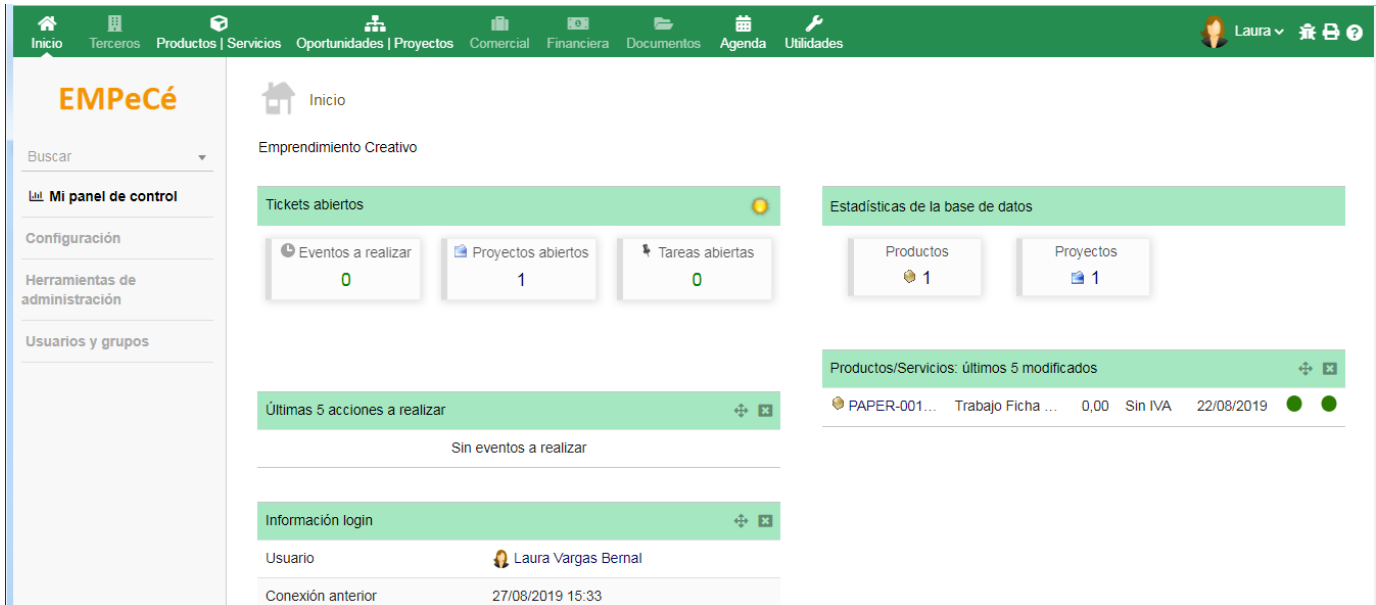 Inicio Terceros Productos | Servicios Oportunidades | Proyectos Comercial Financiera Documentos Agenda Utilidades Laura
EMPeCé
Buscar
Mi panel de control
Configuración
Herramientas de
administración
Usuarios y grupos
Inicio
Emprendimiento Creativo
Tickets abiertos
Eventos a realizar Proyectos abiertos Tareas abiertas
0 1 0
Últimas 5 acciones a realizar
Sin eventos a realizar
Información login
Usuario Laura Vargas Bernal
Conexión anterior 27/08/2019 15:33
Estadísticas de la base de datos
Productos Proyectos
1 1
Productos/Servicios: últimos 5 modificados
PAPER-001... Trabajo Ficha ... 0,00 Sin IVA 22/08/2019